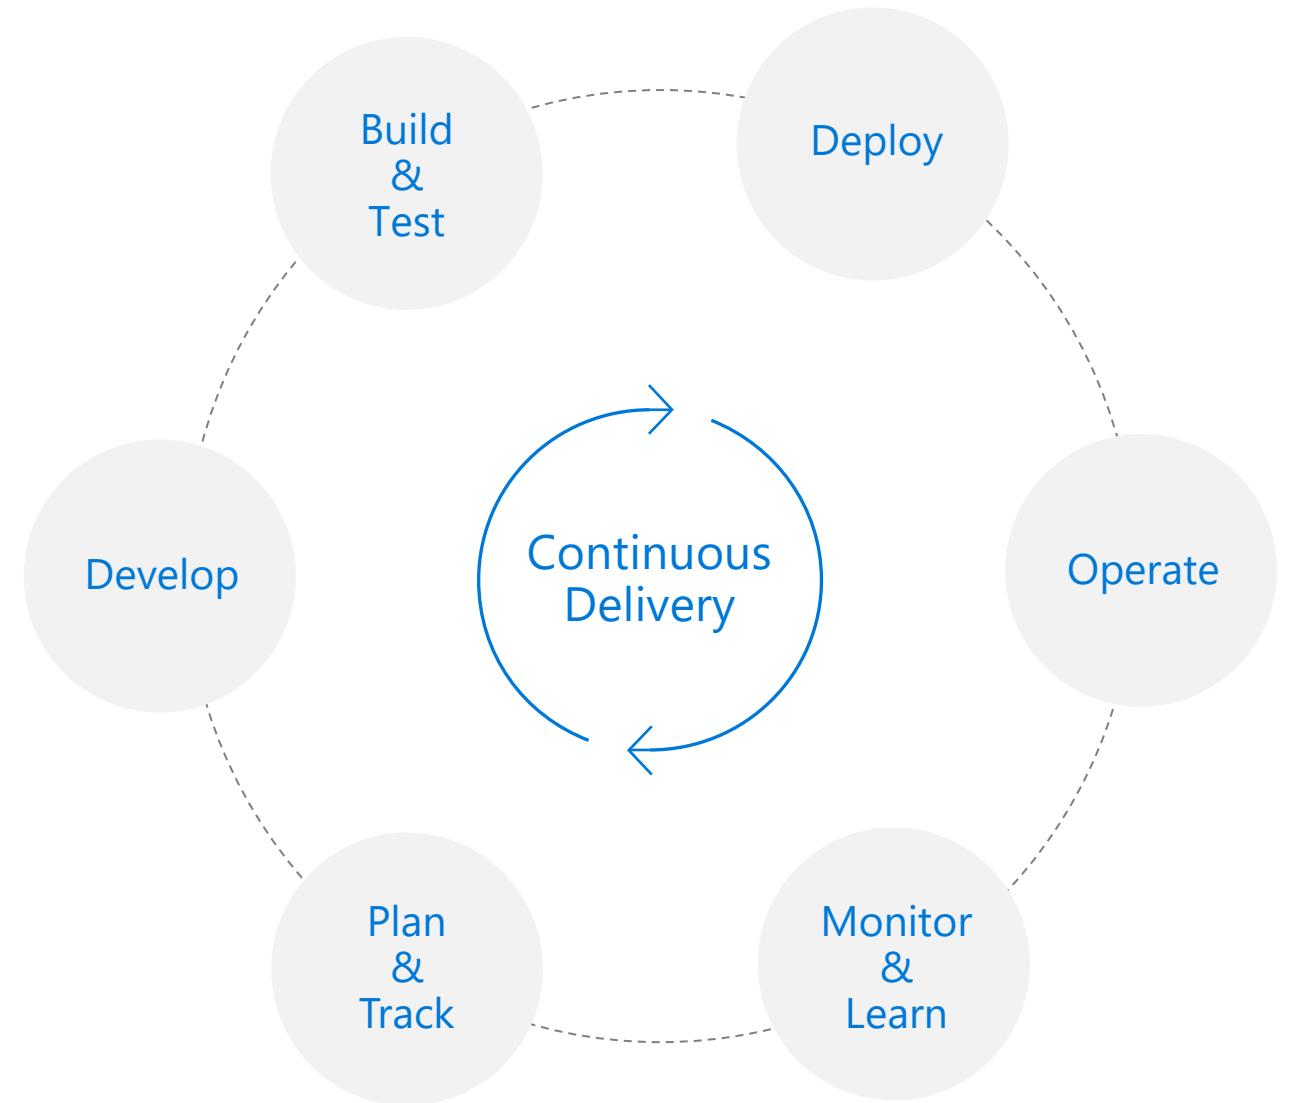 Build
&
Test
Deploy
Develop
Continuous
Delivery
Operate
Plan
&
Track
Monitor
&
Learn